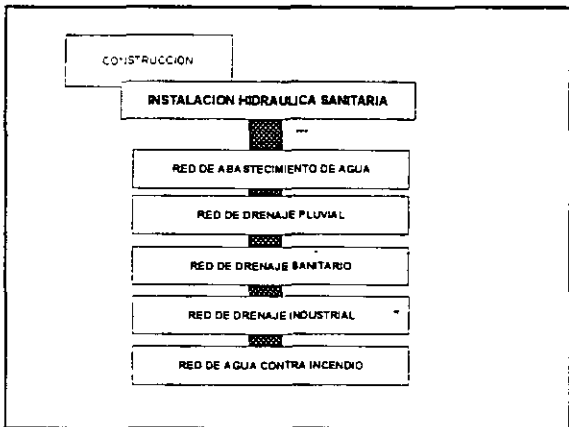 CONSTRUCCIÓN
INSTALACION HIDRAULICA SANITARIA
RED DE ABASTECIMIENTO DE AGUA
RED DE DRENAJE PLUVIAL
RED DE DRENAJE SANITARIO
RED DE DRENAJE INDUSTRIAL
RED DE AGUA CONTRA INCENDIO